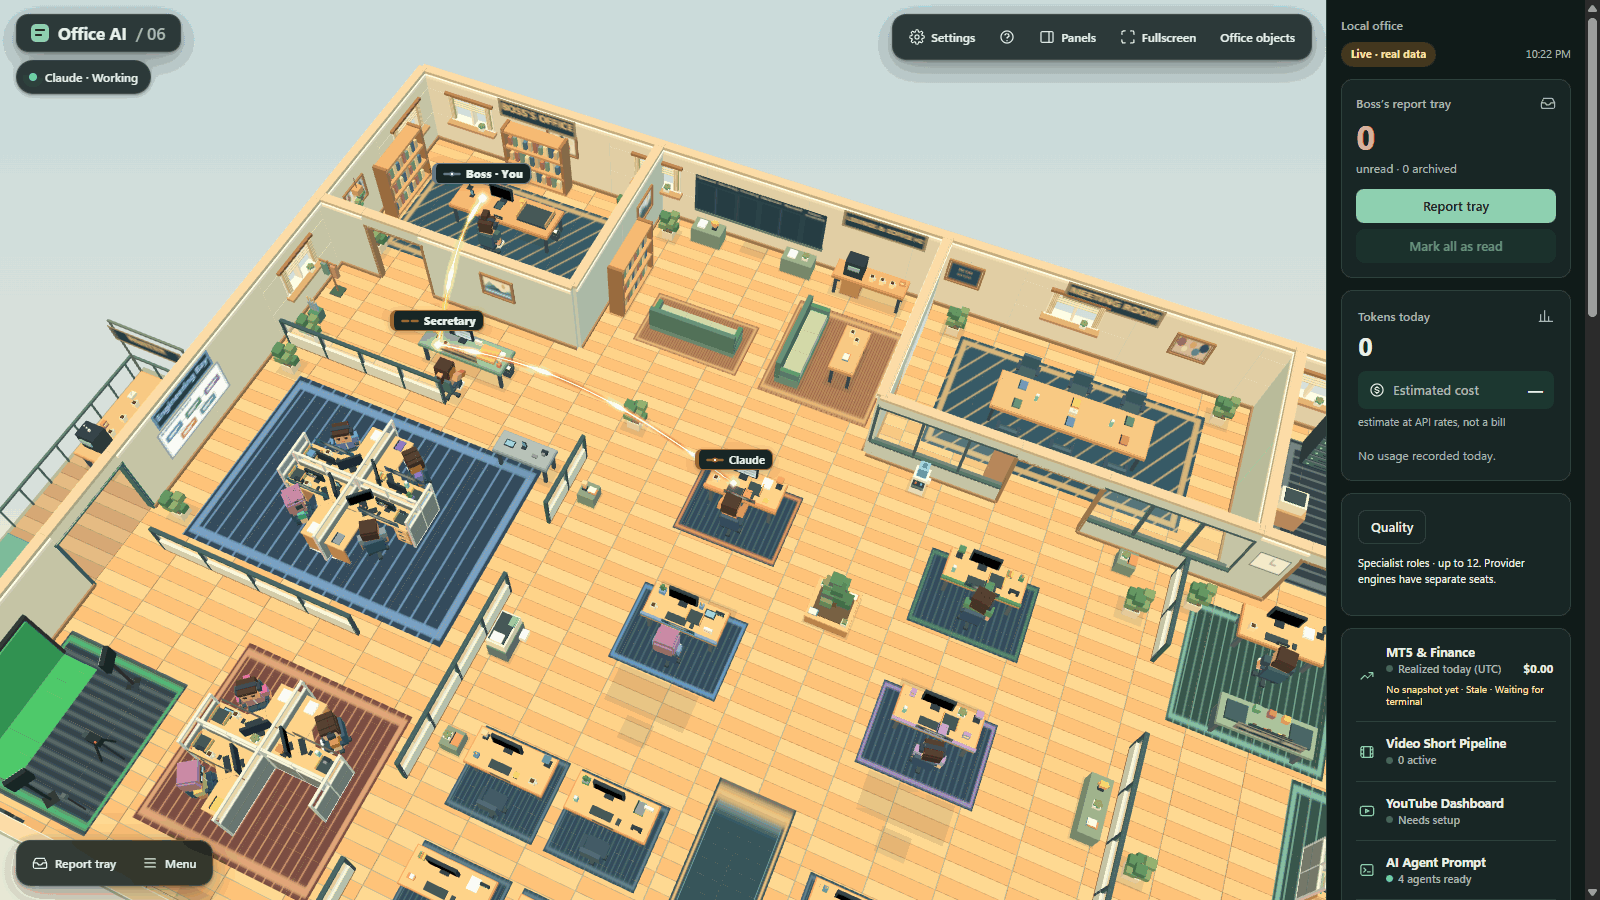 Office AI / 06
Claude · Working
Settings
Panels
Fullscreen
Office objects
BOSS'S OFFICE
Boss · You
Secretary
Claude
MEETING ROOM
Report tray
Menu
Local office
Live · real data
10:22 PM
Boss's report tray
0
unread · 0 archived
Report tray
Mark all as read
Tokens today
0
Estimated cost —
estimate at API rates, not a bill
No usage recorded today.
Quality
Specialist roles · up to 12. Provider
engines have separate seats.
MT5 & Finance
Realized today (UTC) $0.00
No snapshot yet · Stale · Waiting for
terminal
Video Short Pipeline
0 active
YouTube Dashboard
Needs setup
AI Agent Prompt
4 agents ready